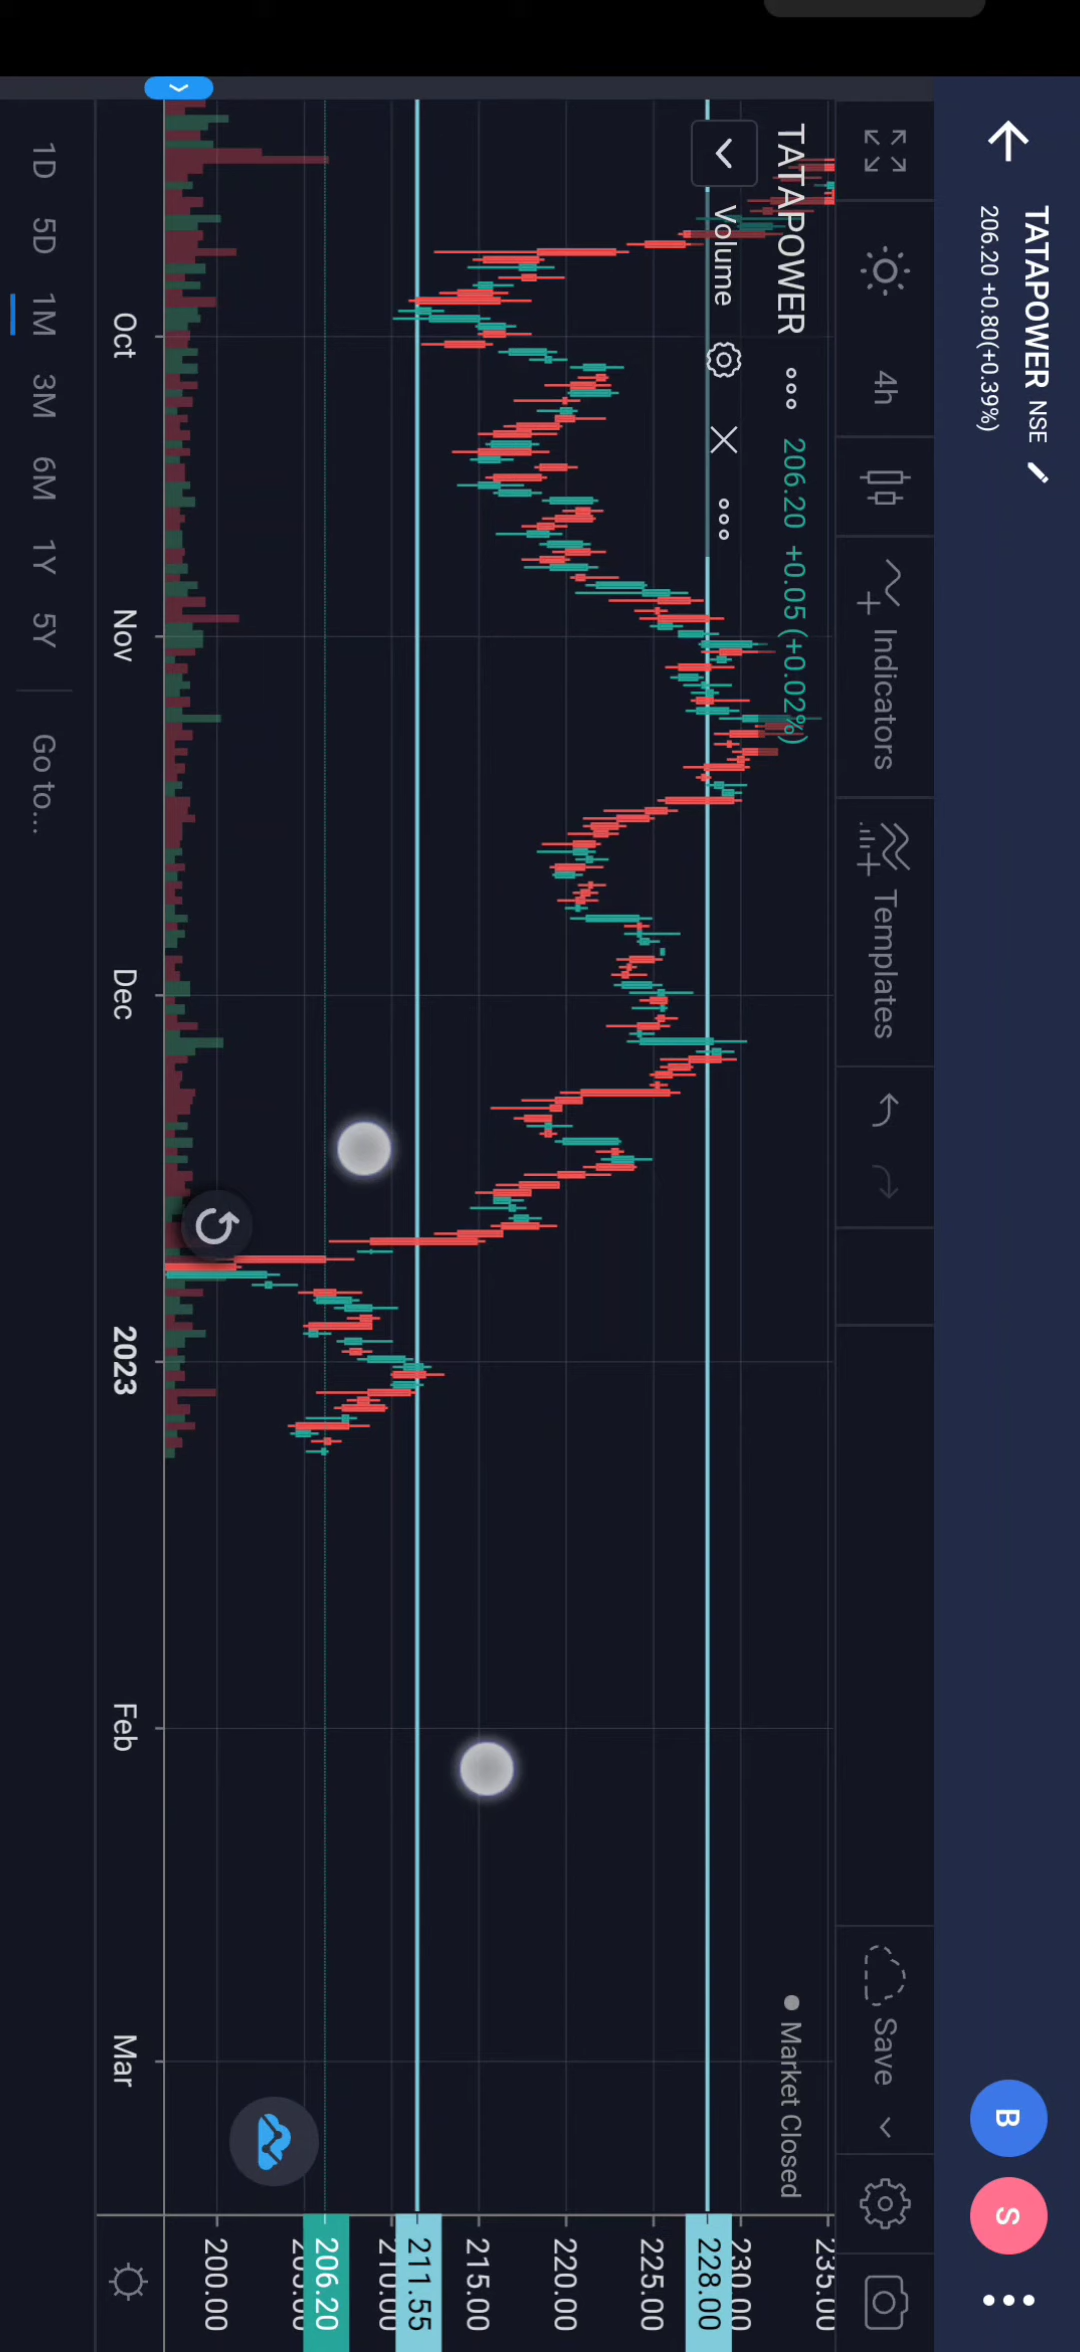 TATAPOWER NSE
206.20 +0.80(+0.39%)
B
S
4h
Indicators
Templates
Save
TATAPOWER 206.20 +0.05 (+0.02%)
Market Closed
Volume
235.00
230.00
228.00
225.00
220.00
215.00
211.55
210.00
206.20
205.00
200.00
Oct Nov Dec 2023 Feb Mar
1D 5D 1M 3M 6M 1Y 5Y Go to...